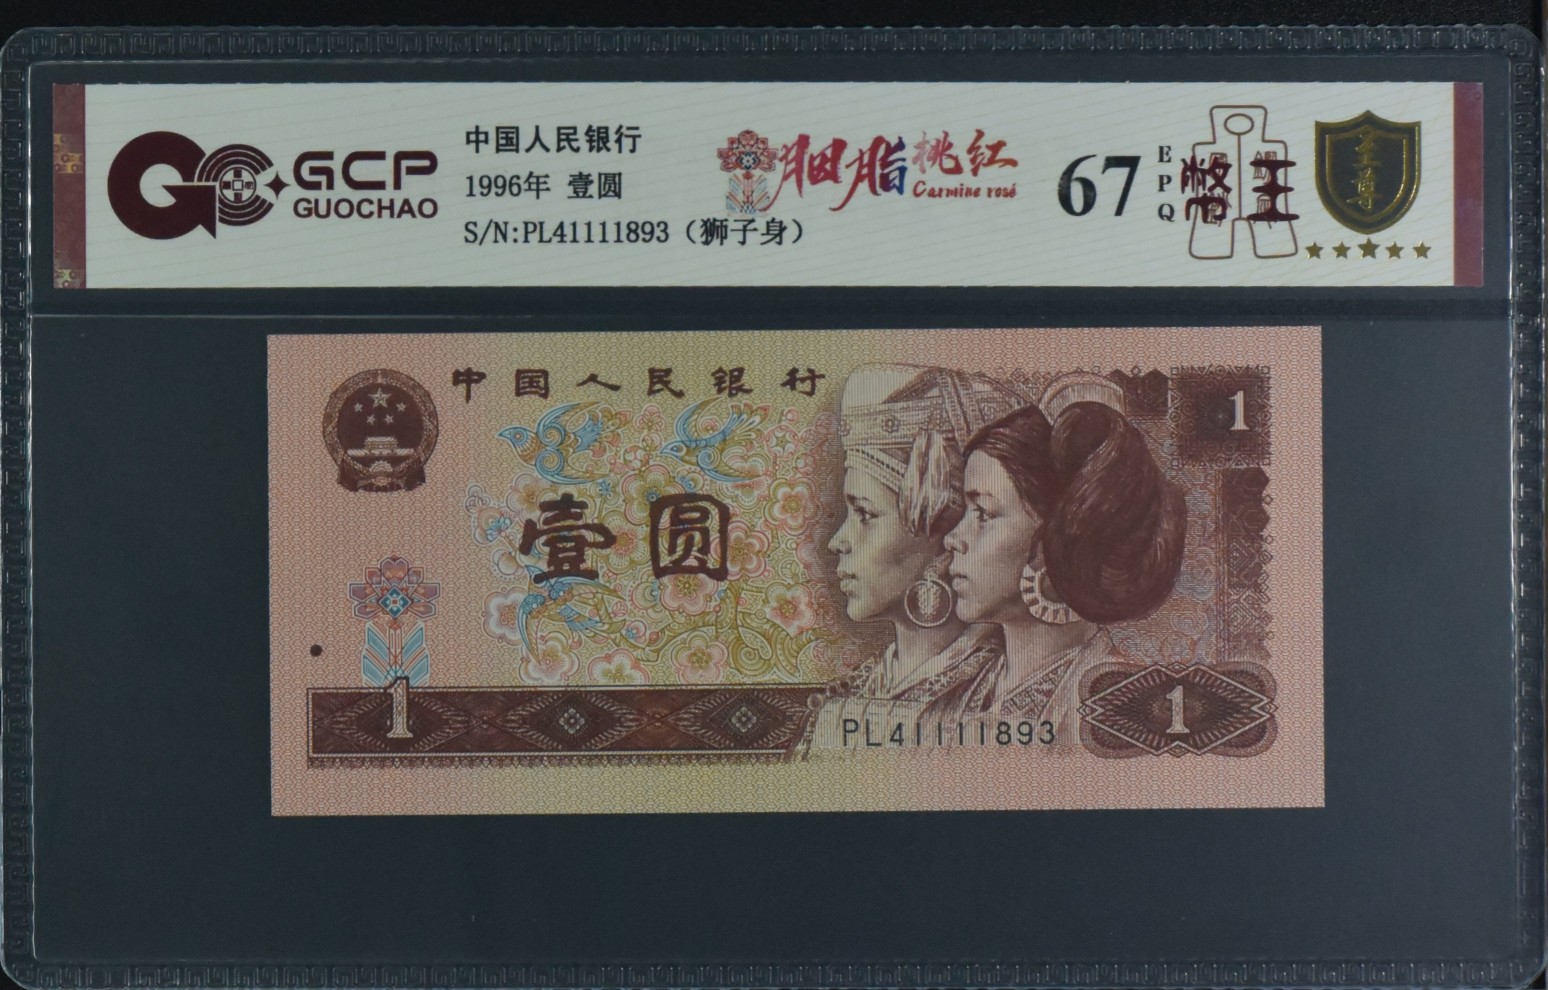 GCP
GUOCHAO
中国人民银行
1996年 壹圆
S/N:PL41111893（狮子身）
胭脂桃红
Carmine rosé
67
EPQ
至尊
中国人民银行
1
壹圆
1
PL41111893
1